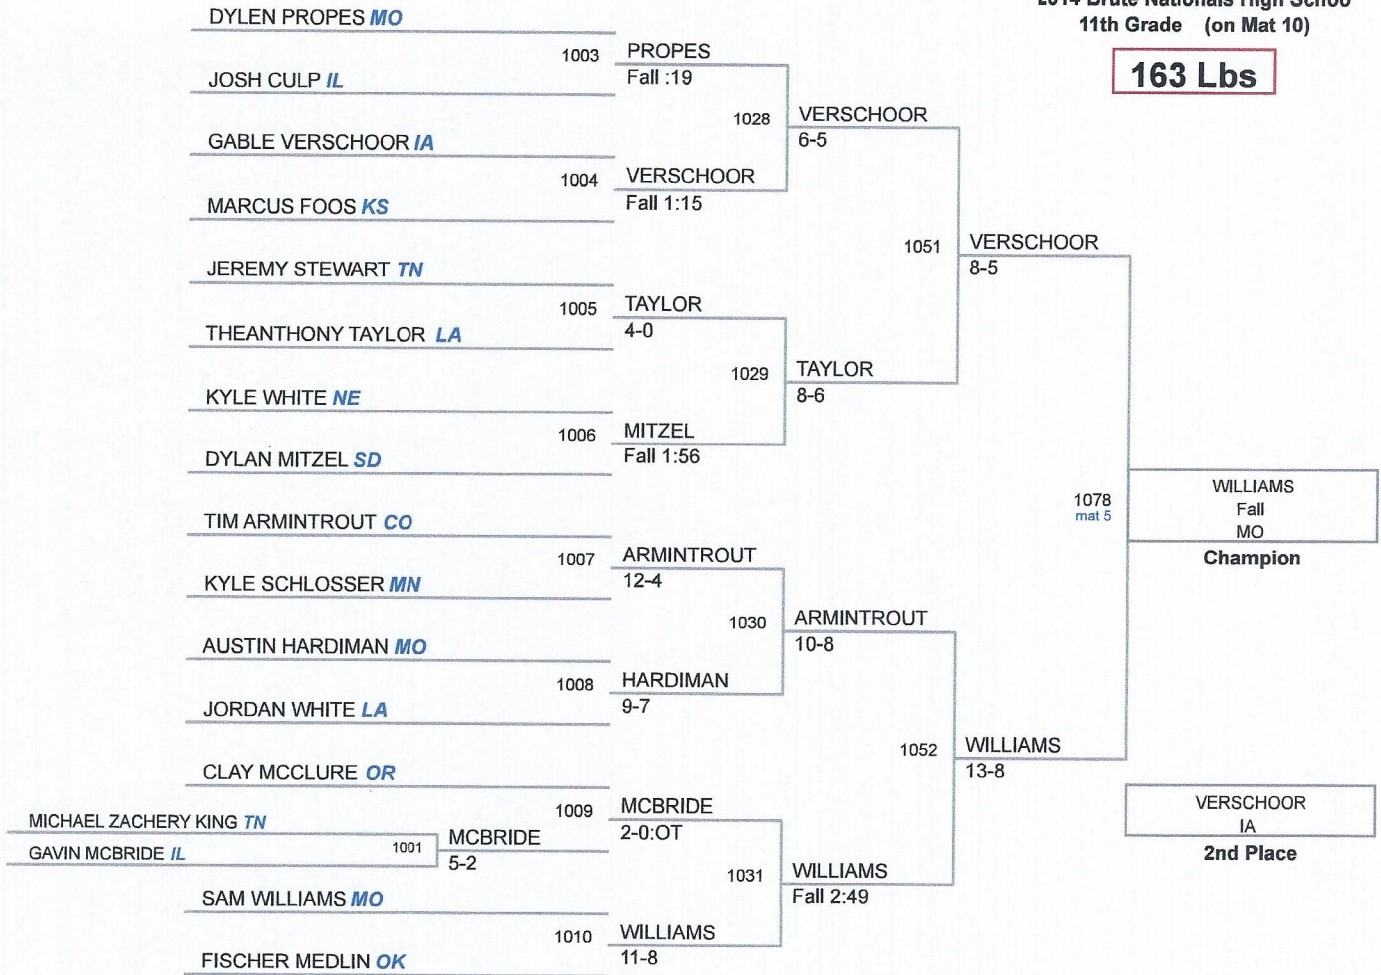 2014 Brute Nationals High School
11th Grade (on Mat 10)
163 Lbs
DYLEN PROPES MO
1003 PROPES
Fall :19
JOSH CULP IL
1028 VERSCHOOR
6-5
GABLE VERSCHOOR IA
1004 VERSCHOOR
Fall 1:15
MARCUS FOOS KS
1051 VERSCHOOR
8-5
JEREMY STEWART TN
1005 TAYLOR
4-0
THEANTHONY TAYLOR LA
1029 TAYLOR
8-6
KYLE WHITE NE
1006 MITZEL
Fall 1:56
DYLAN MITZEL SD
1078
mat 5
WILLIAMS
Fall
MO
Champion
TIM ARMINTROUT CO
1007 ARMINTROUT
12-4
KYLE SCHLOSSER MN
1030 ARMINTROUT
10-8
AUSTIN HARDIMAN MO
1008 HARDIMAN
9-7
JORDAN WHITE LA
1052 WILLIAMS
13-8
CLAY MCCLURE OR
1009 MCBRIDE
2-0:OT
MICHAEL ZACHERY KING TN
1001 MCBRIDE
5-2
GAVIN MCBRIDE IL
1031 WILLIAMS
Fall 2:49
SAM WILLIAMS MO
1010 WILLIAMS
11-8
FISCHER MEDLIN OK
VERSCHOOR
IA
2nd Place